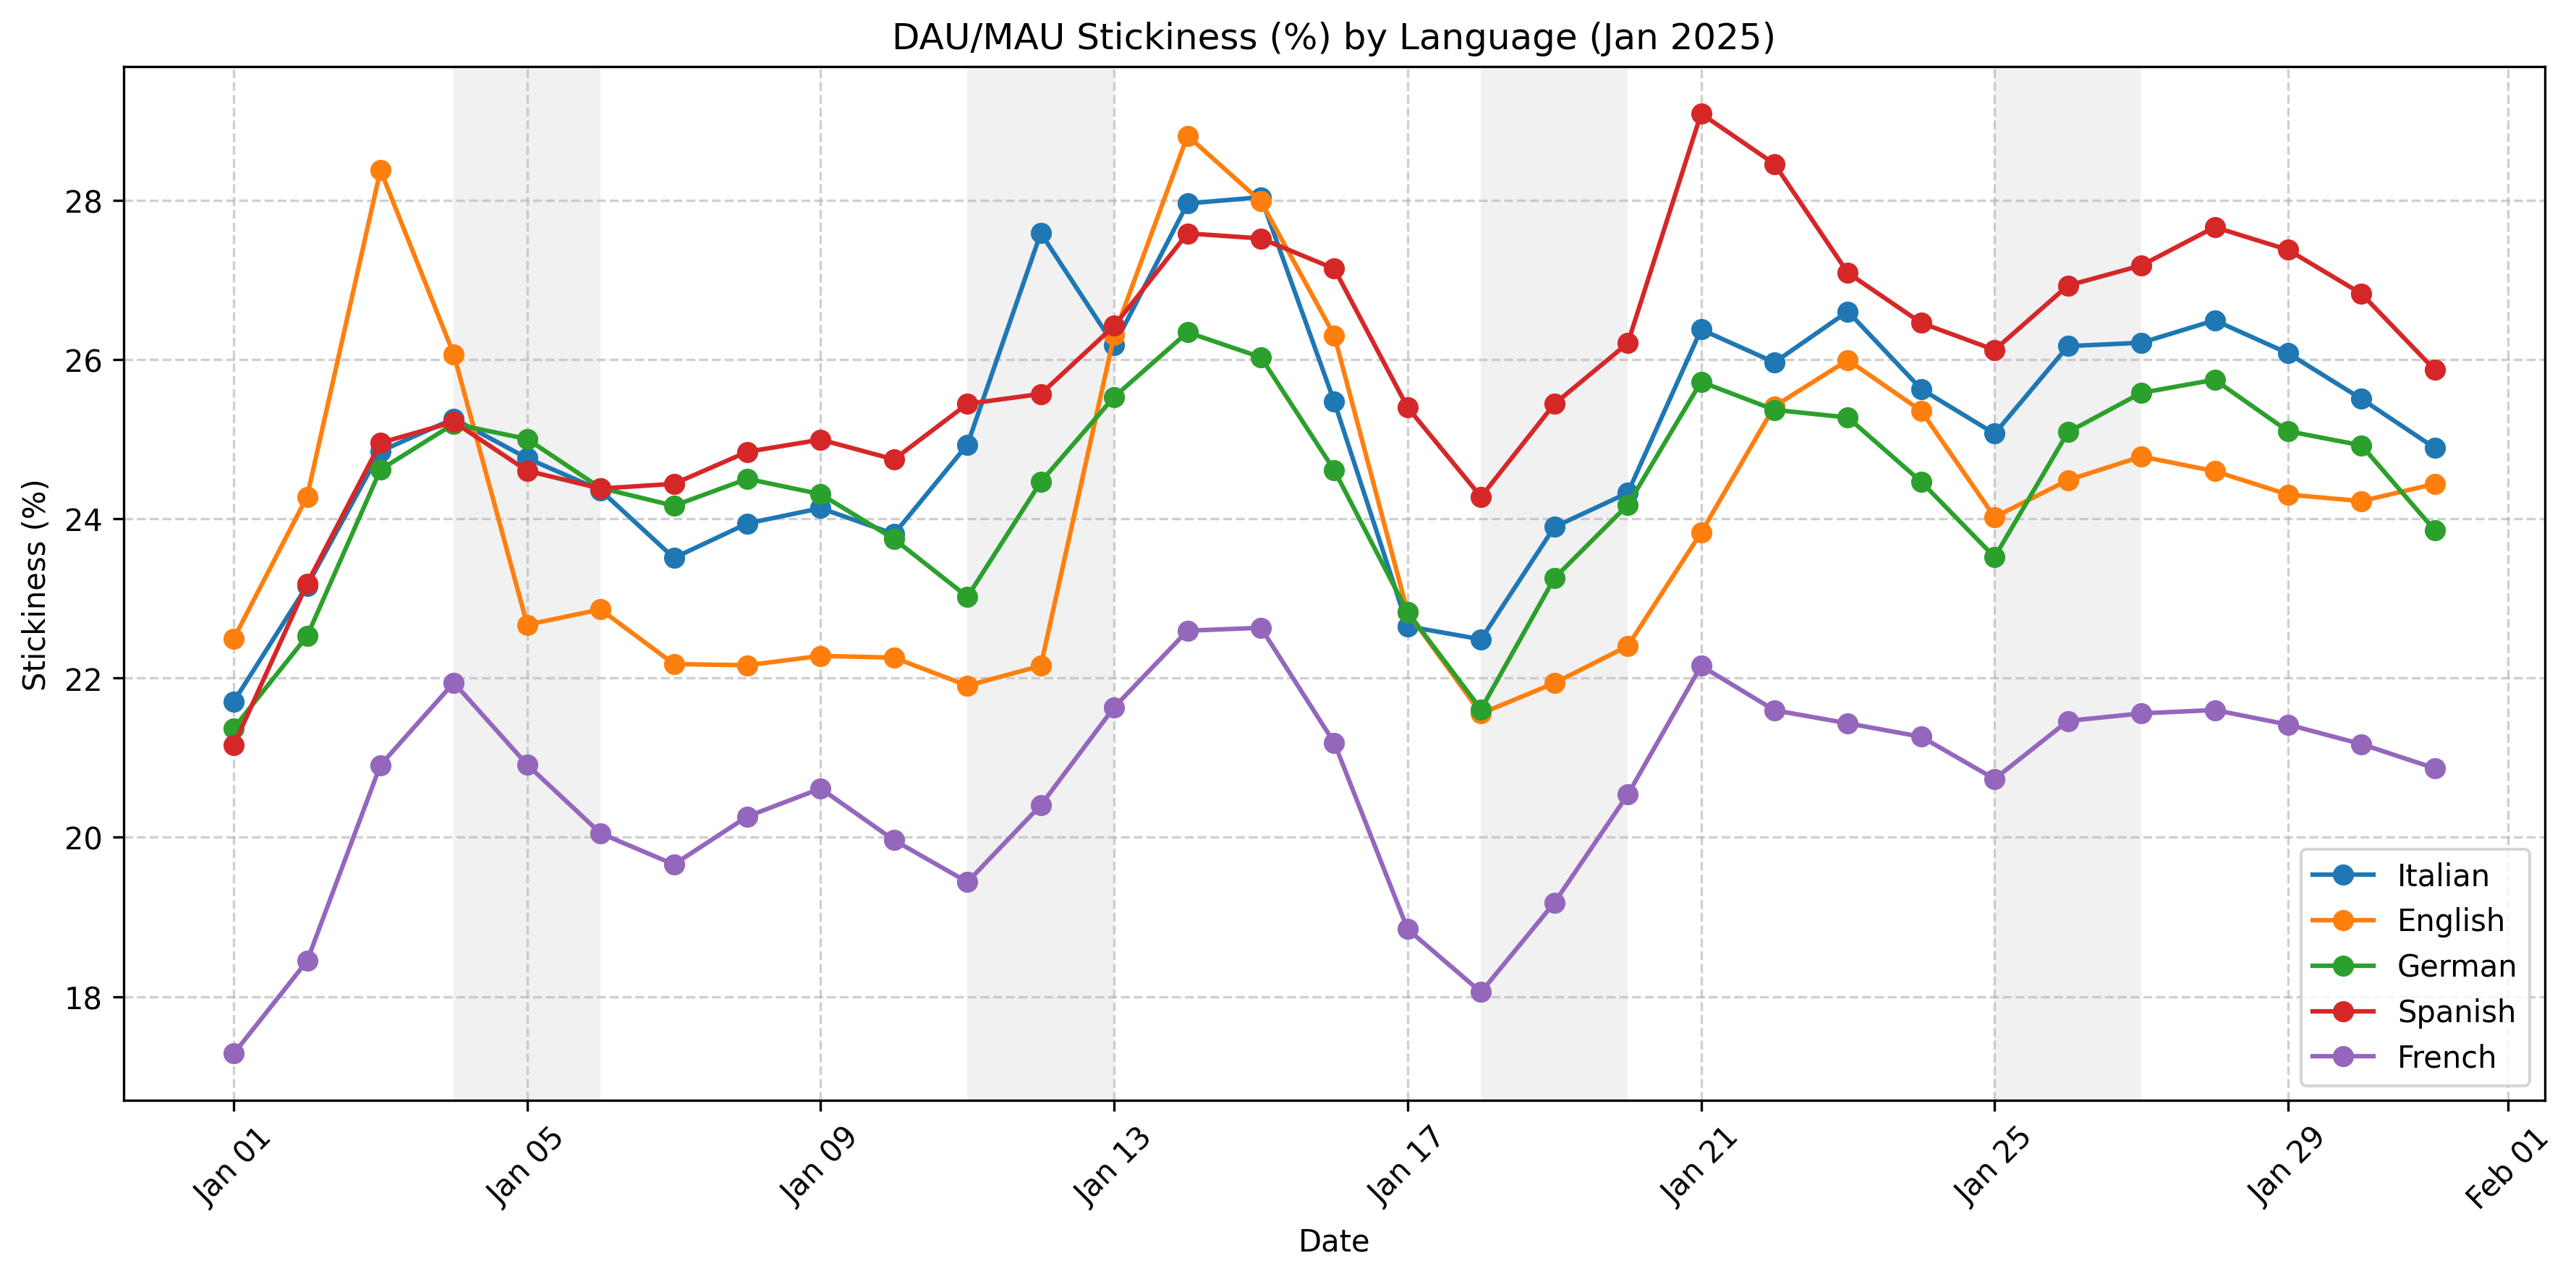 DAU/MAU Stickiness (%) by Language (Jan 2025)
Stickiness (%)
28
26
24
22
20
18
Italian
English
German
Spanish
French
Jan 01
Jan 05
Jan 09
Jan 13
Jan 17
Jan 21
Jan 25
Jan 29
Feb 01
Date